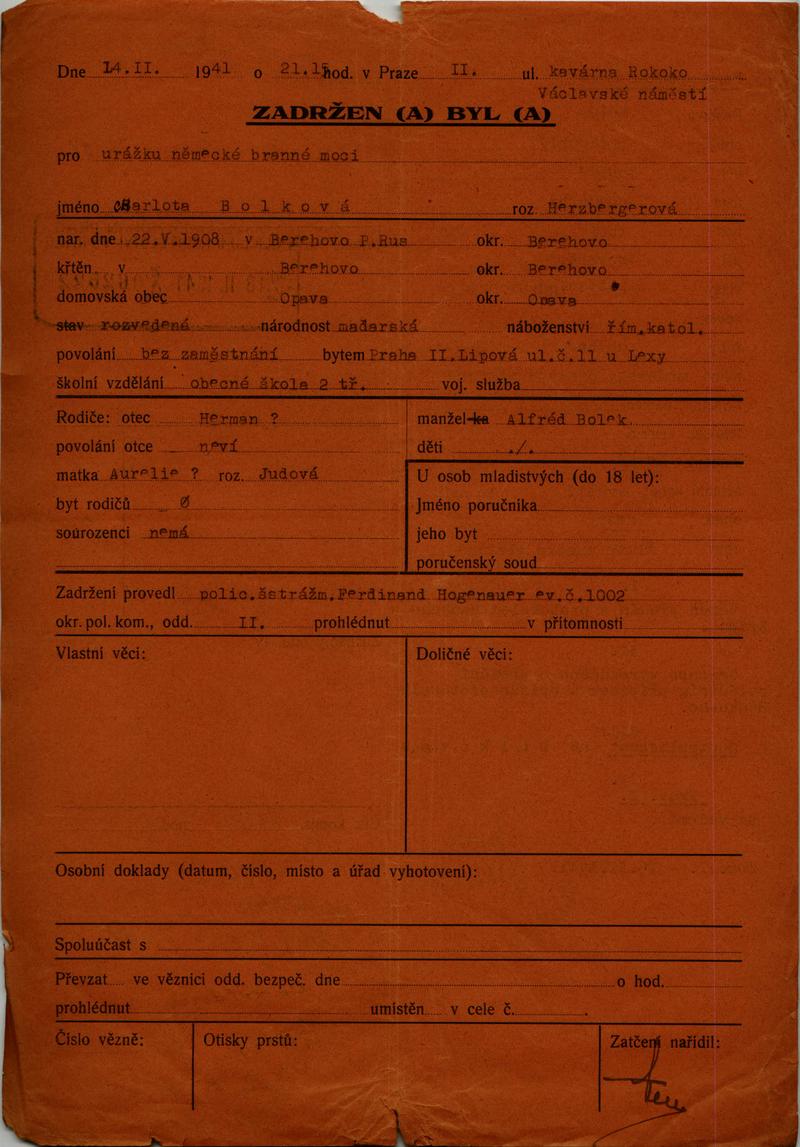 Dne 14.II. 1941 o 21.15 hod. v Praze II. ul. kavárna Rokoko
Václavské náměstí
ZADRŽEN (A) BYL (A)
pro urážku německé branné moci
jméno Charlota Bolková roz Herzbergerová
nar. dne 22.V.1908 v Berehovo P.Rus okr. Berehovo
křtěn v Berehovo okr. Berehovo
domovská obec Opava okr. Opava
stav rozvedená národnost maďarská náboženství řím.katol.
povolání bez zaměstnání bytem Praha II.Lipová ul.č.11 u Lexy
školní vzdělání obecné škola 2 tř. voj. služba
Rodiče: otec Herman ? manžel-ka Alfréd Bolek.
povolání otce neví děti ./.
matka Aurelie ? roz. Judová U osob mladistvých (do 18 let):
byt rodičů Ø Jméno poručníka
sourozenci nemá jeho byt
poručenský soud
Zadržení provedl polic.štrážm.Ferdinand Hogenauer ev.č.1002
okr. pol. kom., odd. II. prohlédnut v přítomnosti
Vlastní věci: Doličné věci:
Osobní doklady (datum, číslo, místo a úřad vyhotovení):
Spoluúčast s
Převzat ve věznici odd. bezpeč. dne o hod.
prohlédnut umístěn v cele č. .
Číslo vězně: Otisky prstů: Zatčení nařídil: